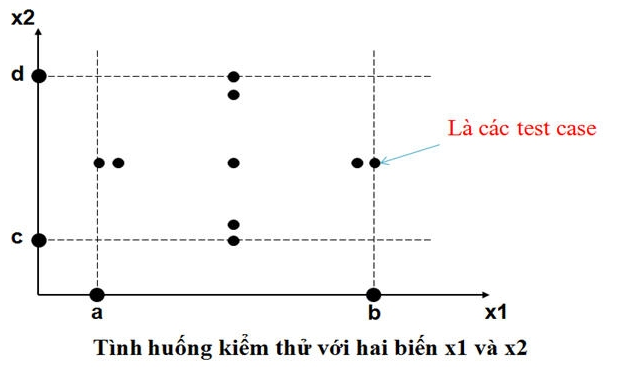 x2
d
Là các test case
c
a
b
x1
Tình huống kiểm thử với hai biến x1 và x2